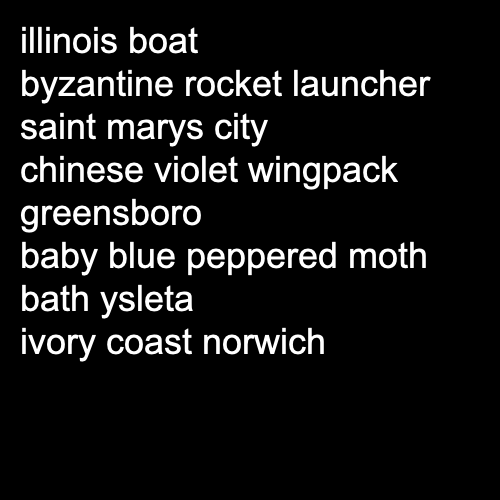 illinois boat
byzantine rocket launcher
saint marys city
chinese violet wingpack
greensboro
baby blue peppered moth
bath ysleta
ivory coast norwich